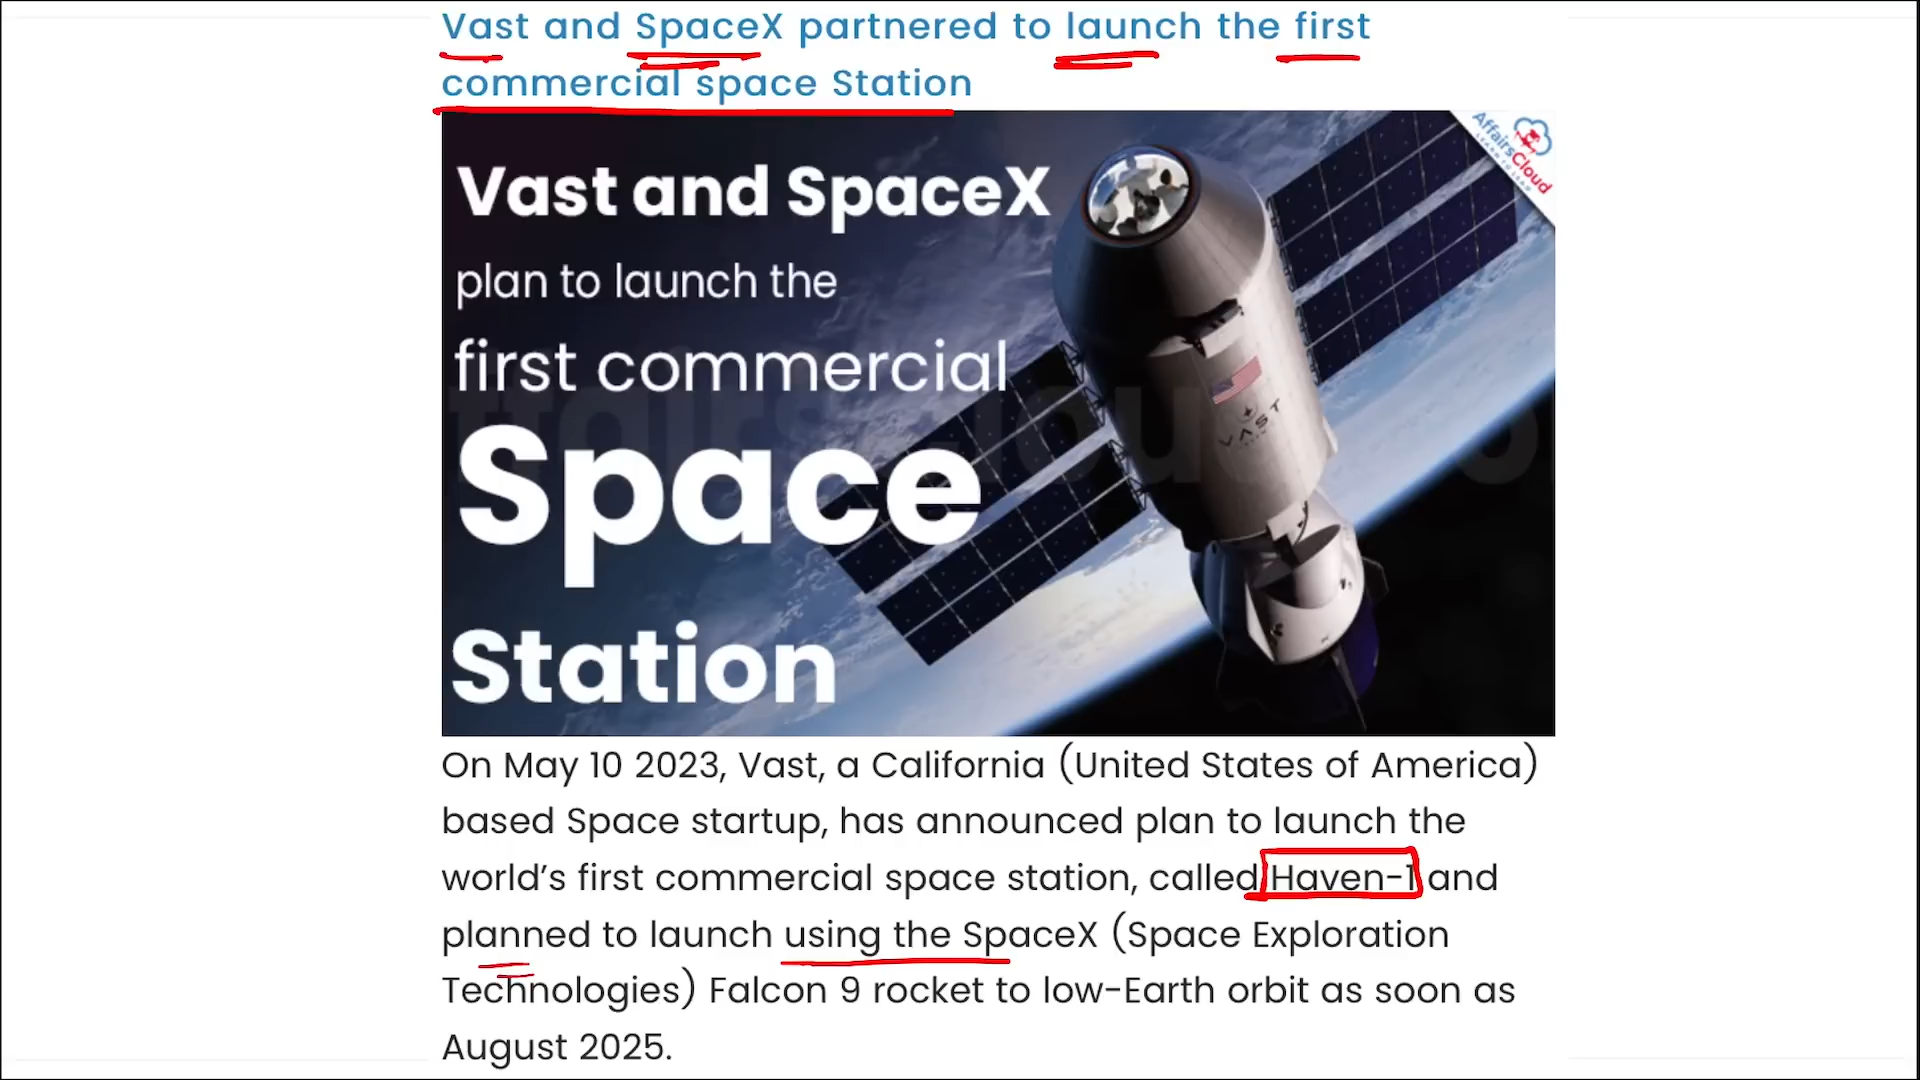 Vast and SpaceX partnered to launch the first
commercial space Station
AffairsCloud
LEARN TO LEAD
Vast and SpaceX
plan to launch the
first commercial
Space
Station
VAST
On May 10 2023, Vast, a California (United States of America)
based Space startup, has announced plan to launch the
world's first commercial space station, called Haven-1 and
planned to launch using the SpaceX (Space Exploration
Technologies) Falcon 9 rocket to low-Earth orbit as soon as
August 2025.